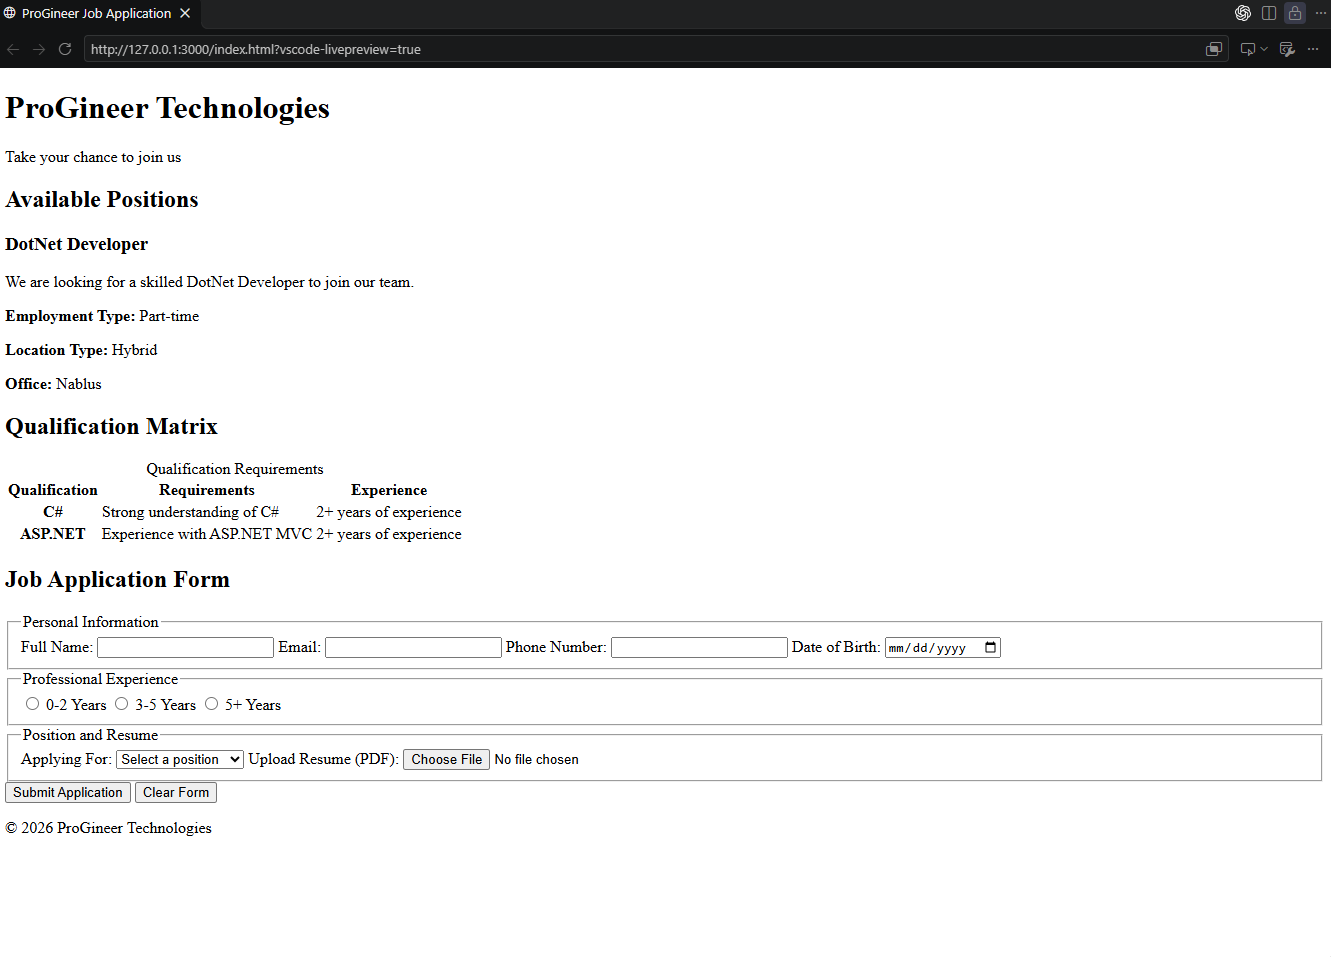 ProGineer Job Application
http://127.0.0.1:3000/index.html?vscode-livepreview=true
ProGineer Technologies
Take your chance to join us
Available Positions
DotNet Developer
We are looking for a skilled DotNet Developer to join our team.
Employment Type: Part-time
Location Type: Hybrid
Office: Nablus
Qualification Matrix
Qualification Requirements
Qualification Requirements Experience
C# Strong understanding of C# 2+ years of experience
ASP.NET Experience with ASP.NET MVC 2+ years of experience
Job Application Form
Personal Information
Full Name: Email: Phone Number: Date of Birth: mm/dd/yyyy
Professional Experience
0-2 Years 3-5 Years 5+ Years
Position and Resume
Applying For: Select a position Upload Resume (PDF): Choose File No file chosen
Submit Application Clear Form
© 2026 ProGineer Technologies